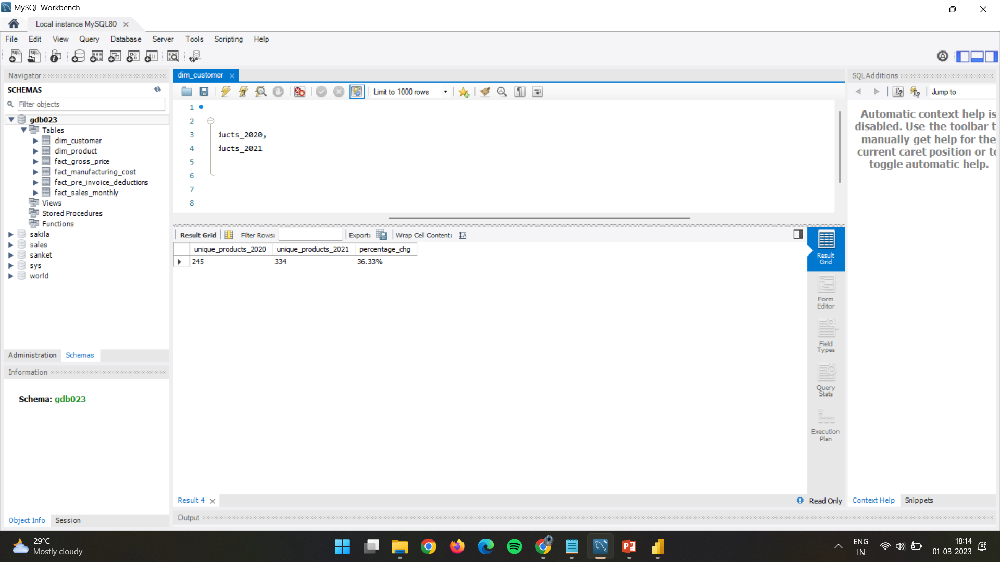 MySQL Workbench
Local instance MySQL80
File Edit View Query Database Server Tools Scripting Help
Navigator
SCHEMAS
Filter objects
gdb023
Tables
dim_customer
dim_product
fact_gross_price
fact_manufacturing_cost
fact_pre_invoice_deductions
fact_sales_monthly
Views
Stored Procedures
Functions
sakila
sales
sanket
sys
world
Administration Schemas
Information
Schema: gdb023
Object Info Session
dim_customer
Limit to 1000 rows
1
2
3 ducts_2020,
4 ducts_2021
5
6
7
8
Result Grid Filter Rows: Export: Wrap Cell Content:
unique_products_2020 unique_products_2021 percentage_chg
245 334 36.33%
Result
Grid
Form
Editor
Field
Types
Query
Stats
Execution
Plan
Result 4
Read Only
Output
SQLAdditions
Jump to
Automatic context help is
disabled. Use the toolbar t
manually get help for the
current caret position or to
toggle automatic help.
Context Help Snippets
29°C
Mostly cloudy
ENG
IN
18:14
01-03-2023